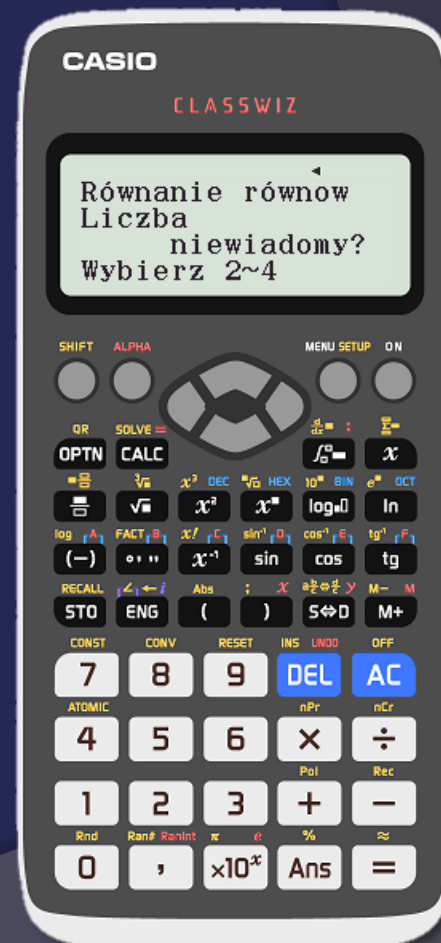 CASIO
CLASSWIZ
Równanie równow
Liczba
niewiadomy?
Wybierz 2~4
SHIFT ALPHA MENU SETUP ON
QR SOLVE = d/dx■ : Σ−
OPTN CALC ∫ x
∛ x³ DEC ■√ HEX 10■ BIN e■ OCT
√■ x² x■ log■ ln
log A FACT B x! C sin⁻¹ D cos⁻¹ E tg⁻¹ F
(−) °, ,, x⁻¹ sin cos tg
RECALL ∠ ← i Abs ; x a b/c⇔d/c y M− M
STO ENG ( ) S⇔D M+
CONST CONV RESET INS UNDO OFF
7 8 9 DEL AC
ATOMIC nPr nCr
4 5 6 × ÷
Pol Rec
1 2 3 + −
Rnd Ran# RanInt π e % ≈
0 , ×10ˣ Ans =